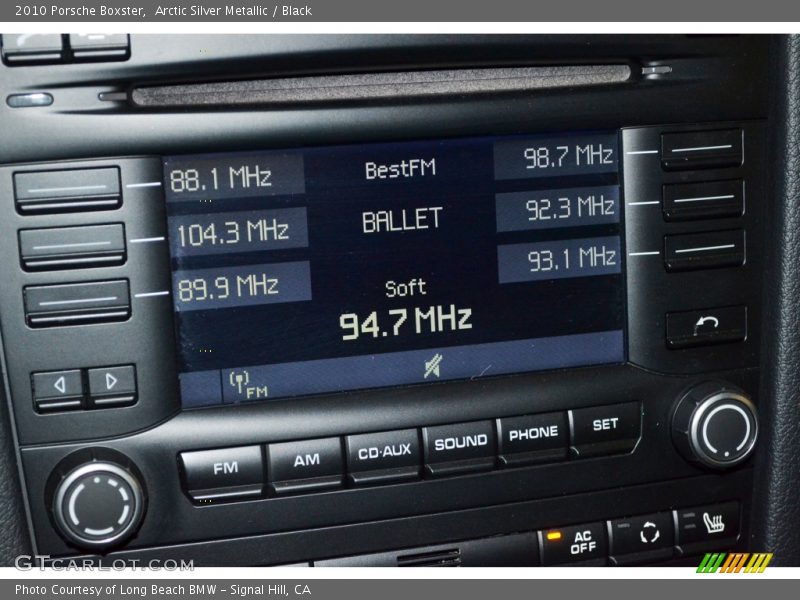 2010 Porsche Boxster,  Arctic Silver Metallic / Black
88.1 MHz
BestFM
98.7 MHz
104.3 MHz
BALLET
92.3 MHz
89.9 MHz
Soft
93.1 MHz
94.7 MHz
FM
FM
AM
CD·AUX
SOUND
PHONE
SET
AC
OFF
GTCARLOT.COM
Photo Courtesy of Long Beach BMW - Signal Hill, CA